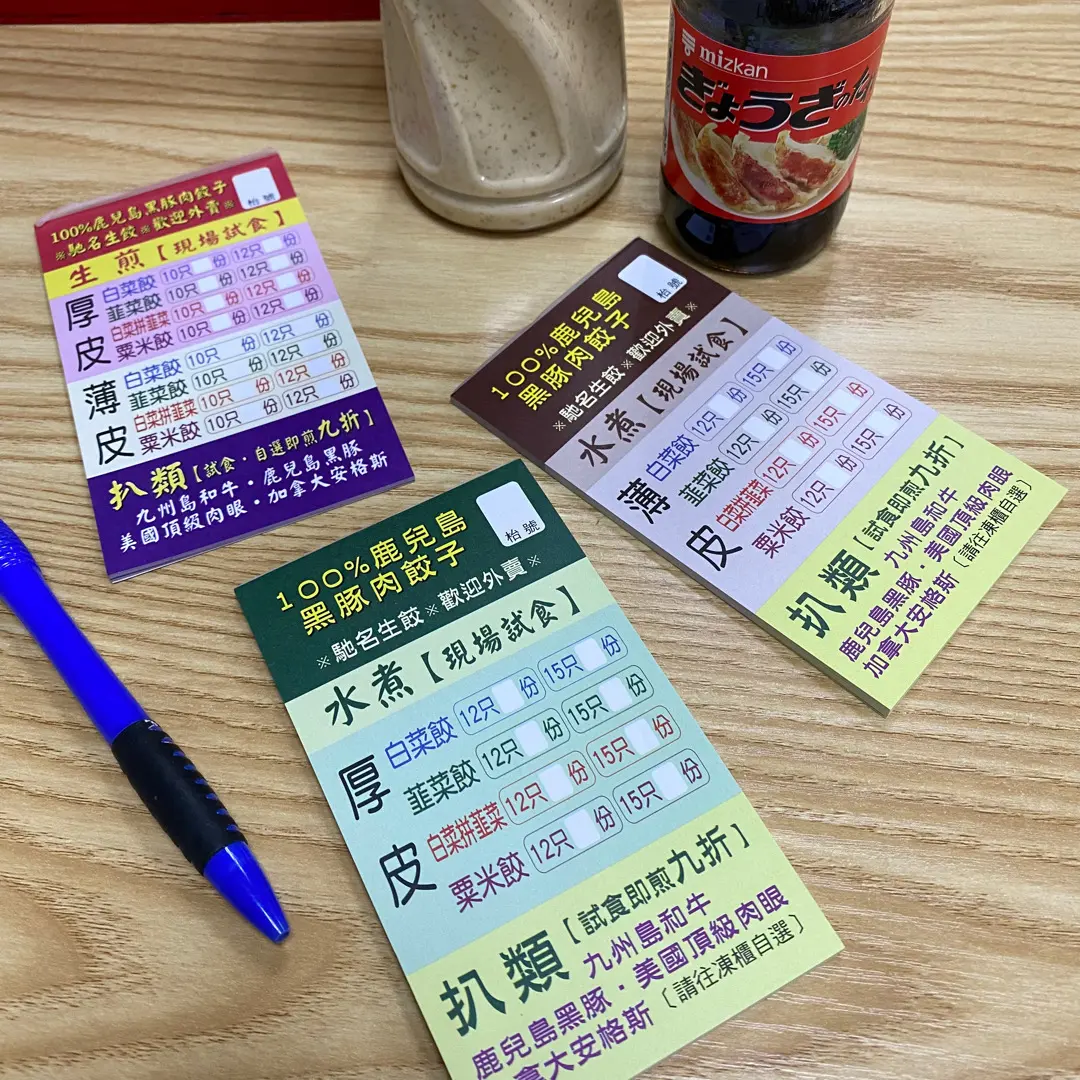 mizkan
ぎょうざのたれ
100%鹿兒島黑豚肉餃子
※馳名生餃※歡迎外賣※
枱號
生煎【現場試食】
厚皮
白菜餃 10只 份 12只 份
韮菜餃 10只 份 12只 份
白菜拼韮菜 10只 份 12只 份
粟米餃 10只 份 12只 份
薄皮
白菜餃 10只 份 12只 份
韮菜餃 10只 份 12只 份
白菜拼韮菜 10只 份 12只 份
粟米餃 10只 份 12只 份
扒類【試食・自選即煎九折】
九州島和牛・鹿兒島黑豚
美國頂級肉眼・加拿大安格斯
100%鹿兒島
黑豚肉餃子
※馳名生餃※歡迎外賣※
枱號
水煮【現場試食】
薄皮
白菜餃 12只 份 15只 份
韮菜餃 12只 份 15只 份
白菜拼韮菜 12只 份 15只 份
粟米餃 12只 份 15只 份
扒類【試食即煎九折】
九州島和牛
鹿兒島黑豚・美國頂級肉眼
加拿大安格斯〔請往凍櫃自選〕
100%鹿兒島
黑豚肉餃子
※馳名生餃※歡迎外賣※
枱號
水煮【現場試食】
厚皮
白菜餃 12只 份 15只 份
韮菜餃 12只 份 15只 份
白菜拼韮菜 12只 份 15只 份
粟米餃 12只 份 15只 份
扒類【試食即煎九折】
九州島和牛
鹿兒島黑豚・美國頂級肉眼
加拿大安格斯〔請往凍櫃自選〕